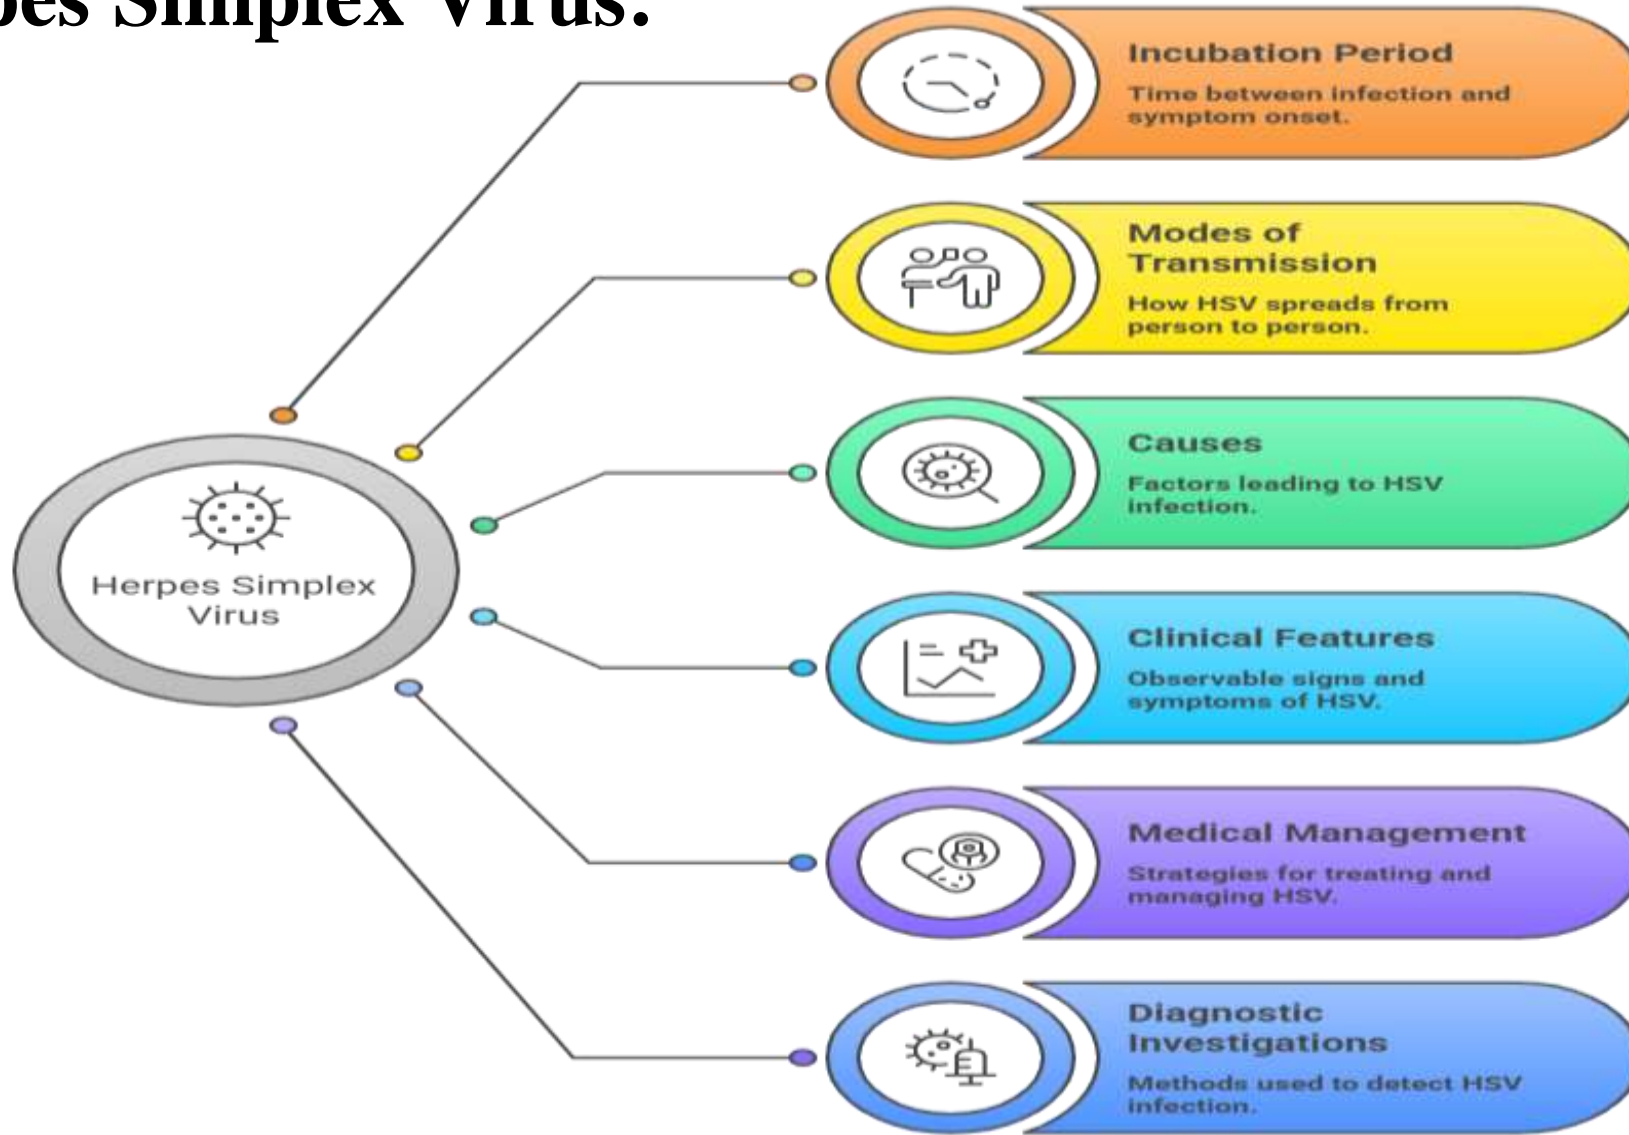 pes Simplex Virus:
Incubation Period
Time between infection and
symptom onset.
Modes of
Transmission
How HSV spreads from
person to person.
Causes
Factors leading to HSV
infection.
Herpes Simplex
Virus
Clinical Features
Observable signs and
symptoms of HSV.
Medical Management
Strategies for treating and
managing HSV.
Diagnostic
Investigations
Methods used to detect HSV
infection.